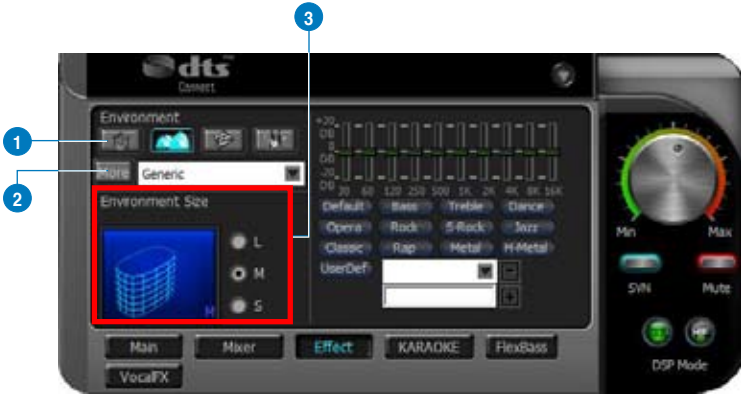 3
dts
Connect
Environment
1
More Generic
2
Environment Size
L
M
S
M
+20
DB
0
DB
-20
DB
30 60 120 250 500 1K 2K 4K 8K 16K
Default Bass Treble Dance
Opera Rock S-Rock Jazz
Classic Rap Metal H-Metal
UserDef
Main Mixer Effect KARAOKE FlexBass
VocalFX
Min Max
SVN Mute
DSP Mode